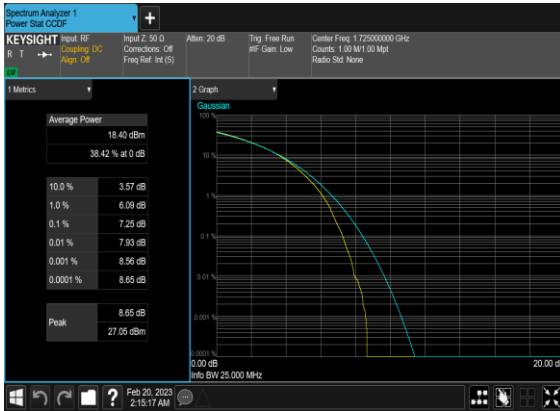 Spectrum Analyzer 1
Power Stat CCDF
+
KEYSIGHT
R T
LXI
Input: RF
Coupling: DC
Align: Off
Input Z: 50 Ω
Corrections: Off
Freq Ref: Int (S)
Atten: 20 dB
Trig: Free Run
#IF Gain: Low
Center Freq: 1.725000000 GHz
Counts: 1.00 M/1.00 Mpt
Radio Std: None
1 Metrics
Average Power
18.40 dBm
38.42 % at 0 dB
10.0 % 3.57 dB
1.0 % 6.09 dB
0.1 % 7.25 dB
0.01 % 7.93 dB
0.001 % 8.56 dB
0.0001 % 8.65 dB
Peak
8.65 dB
27.05 dBm
2 Graph
Gaussian
100 %
10 %
1 %
0.1 %
0.01 %
0.001 %
0.0001 %
0.00 dB
20.00 d
Info BW 25.000 MHz
?
Feb 20, 2023
2:15:17 AM